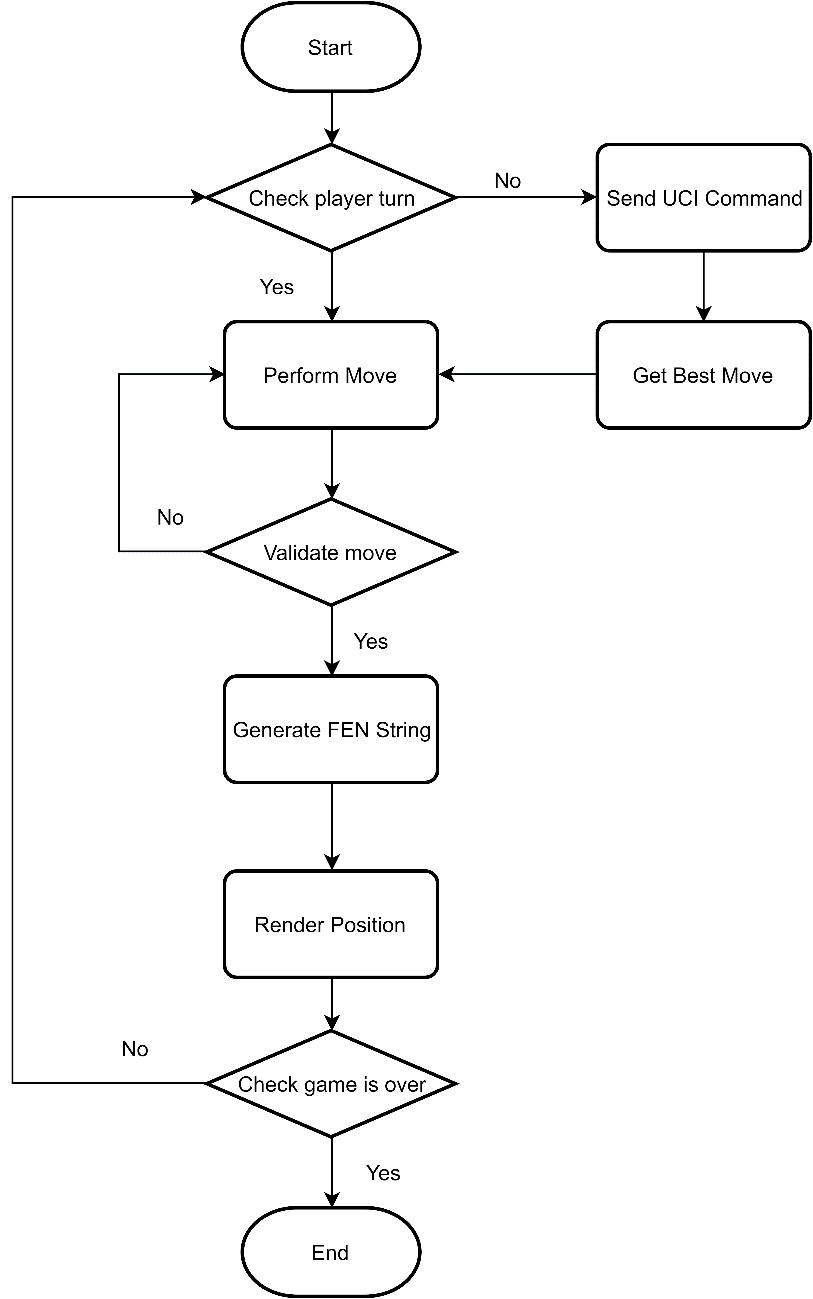 Start
Check player turn
No
Send UCI Command
Yes
Perform Move
Get Best Move
No
Validate move
Yes
Generate FEN String
Render Position
No
Check game is over
Yes
End